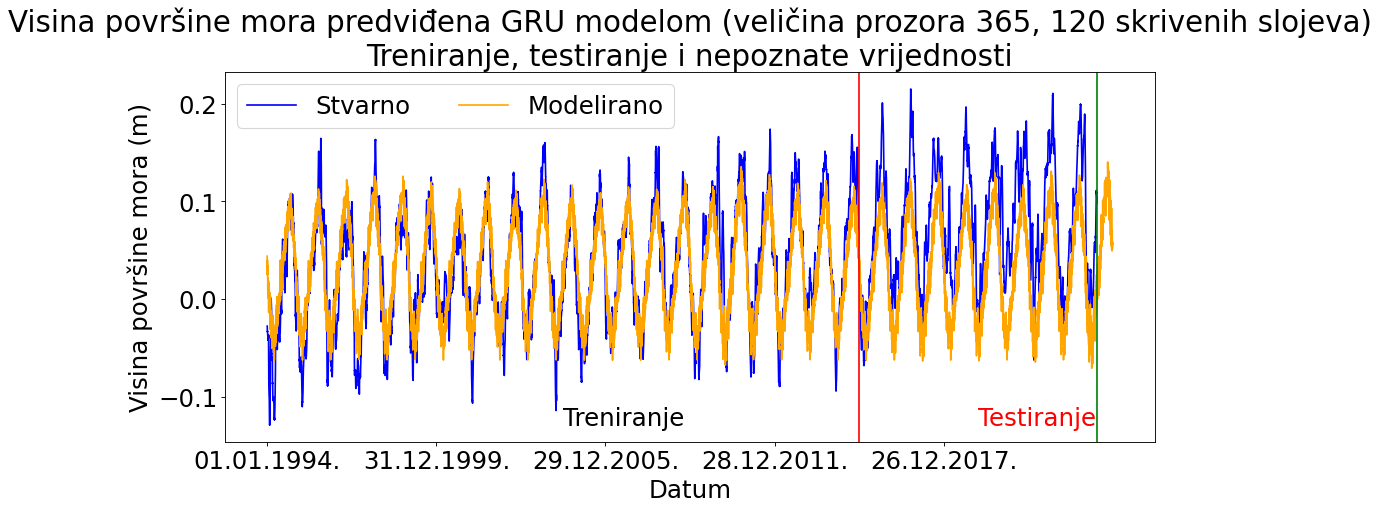 Visina površine mora predviđena GRU modelom (veličina prozora 365, 120 skrivenih slojeva)
Treniranje, testiranje i nepoznate vrijednosti
Stvarno
Modelirano
Visina površine mora (m)
0.2
0.1
0.0
−0.1
Treniranje
Testiranje
01.01.1994.
31.12.1999.
29.12.2005.
28.12.2011.
26.12.2017.
Datum